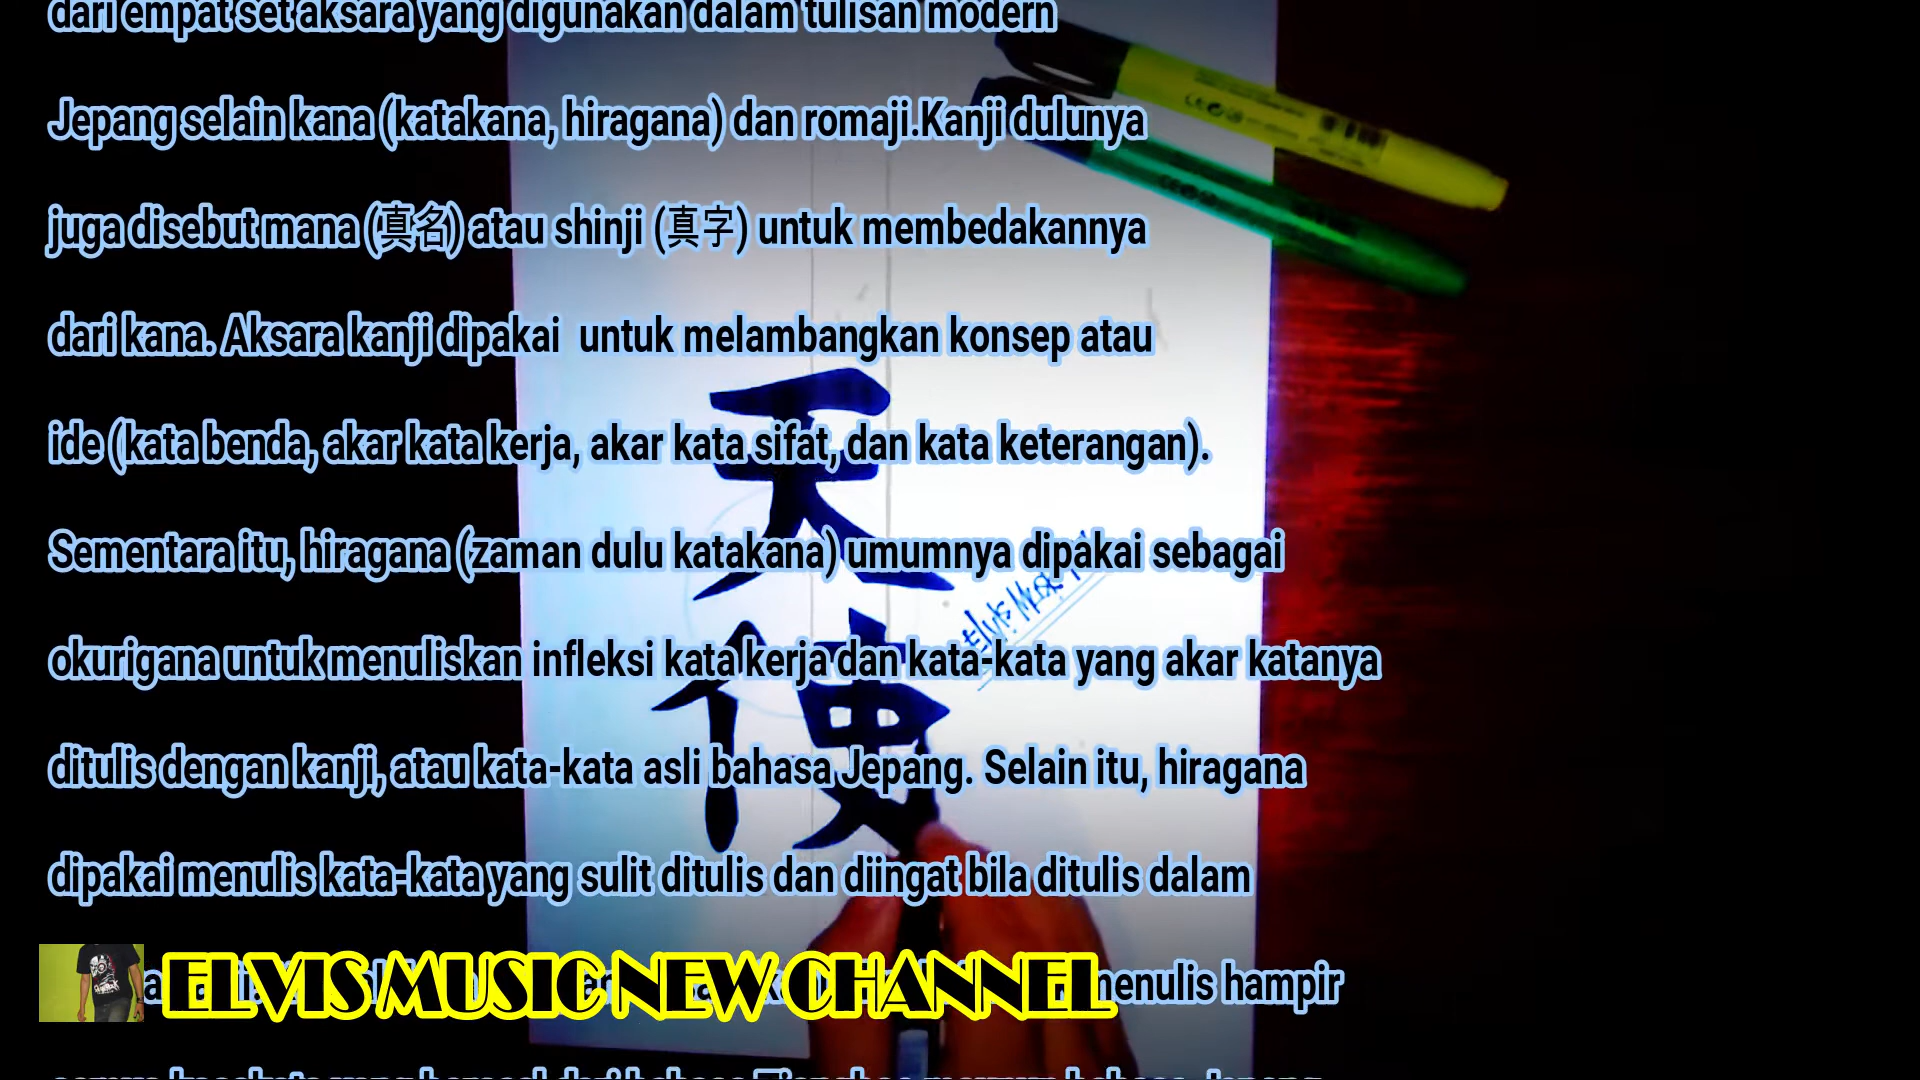 dari empat set aksara yang digunakan dalam tulisan modern
Jepang selain kana (katakana, hiragana) dan romaji.Kanji dulunya
juga disebut mana (真名) atau shinji (真字) untuk membedakannya
dari kana. Aksara kanji dipakai untuk melambangkan konsep atau
ide (kata benda, akar kata kerja, akar kata sifat, dan kata keterangan).
Sementara itu, hiragana (zaman dulu katakana) umumnya dipakai sebagai
okurigana untuk menuliskan infleksi kata kerja dan kata-kata yang akar katanya
ditulis dengan kanji, atau kata-kata asli bahasa Jepang. Selain itu, hiragana
dipakai menulis kata-kata yang sulit ditulis dan diingat bila ditulis dalam
menulis hampir
天
使
ELVIS MUSIC NEW CHANNEL